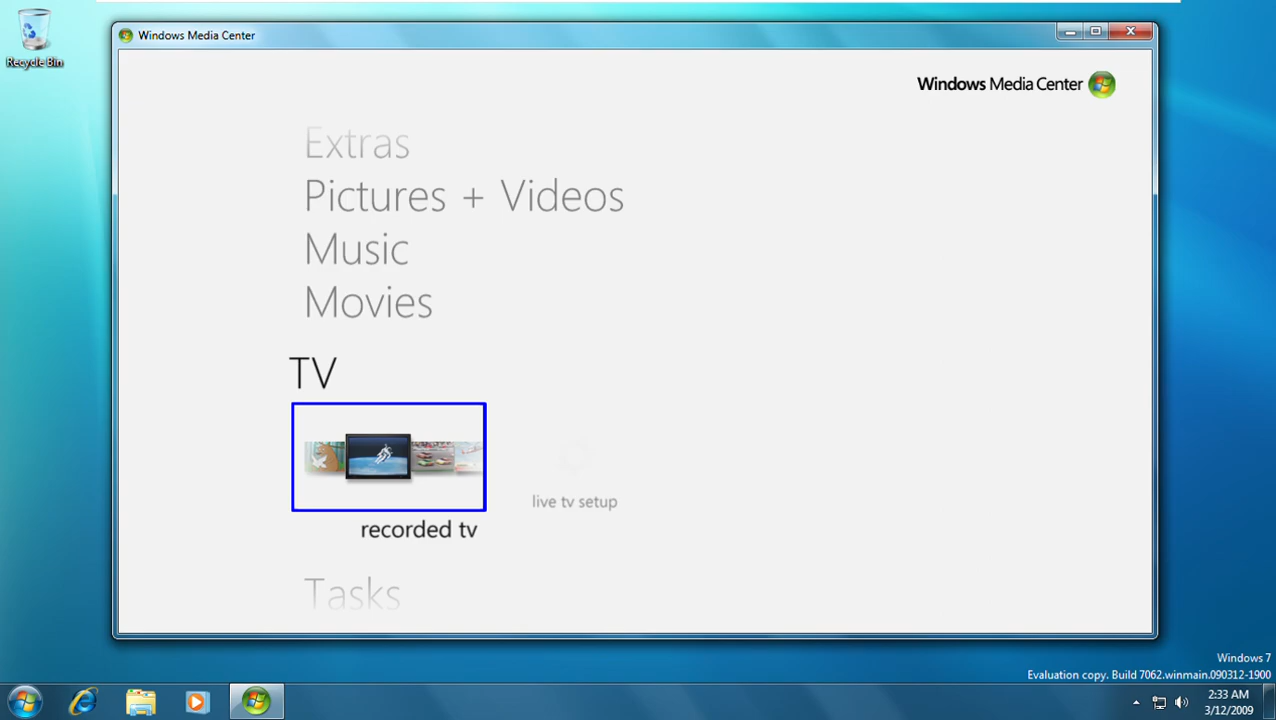 Recycle Bin
Windows Media Center
Windows Media Center
Extras
Pictures + Videos
Music
Movies
TV
recorded tv
live tv setup
Tasks
Windows 7
Evaluation copy. Build 7062.winmain.090312-1900
2:33 AM
3/12/2009